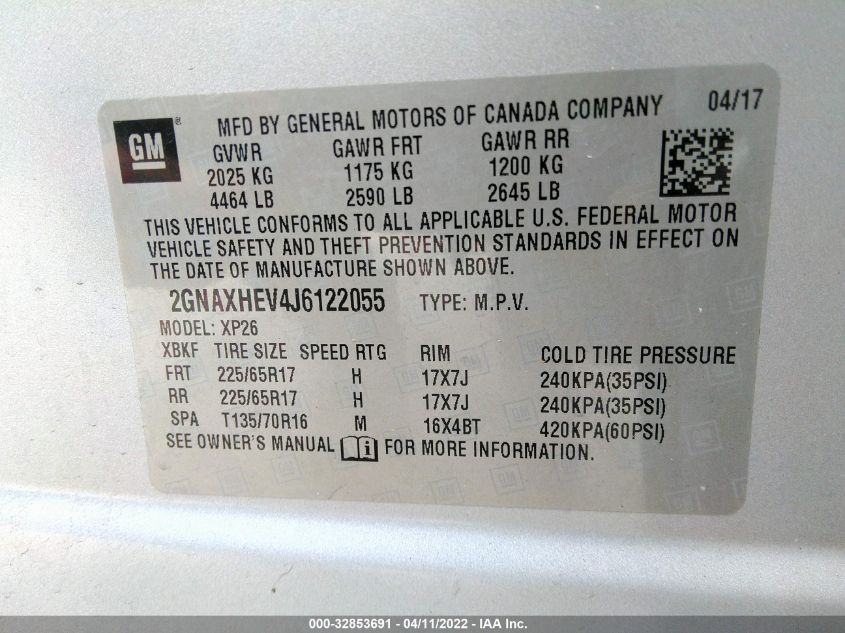 GM ® MFD BY GENERAL MOTORS OF CANADA COMPANY 04/17
GVWR GAWR FRT GAWR RR
2025 KG 1175 KG 1200 KG
4464 LB 2590 LB 2645 LB
THIS VEHICLE CONFORMS TO ALL APPLICABLE U.S. FEDERAL MOTOR
VEHICLE SAFETY AND THEFT PREVENTION STANDARDS IN EFFECT ON
THE DATE OF MANUFACTURE SHOWN ABOVE.
2GNAXHEV4J6122055 TYPE: M.P.V.
MODEL: XP26
XBKF TIRE SIZE SPEED RTG RIM COLD TIRE PRESSURE
FRT 225/65R17 H 17X7J 240KPA(35PSI)
RR 225/65R17 H 17X7J 240KPA(35PSI)
SPA T135/70R16 M 16X4BT 420KPA(60PSI)
SEE OWNER'S MANUAL i FOR MORE INFORMATION.
000-32853691 - 04/11/2022 - IAA Inc.